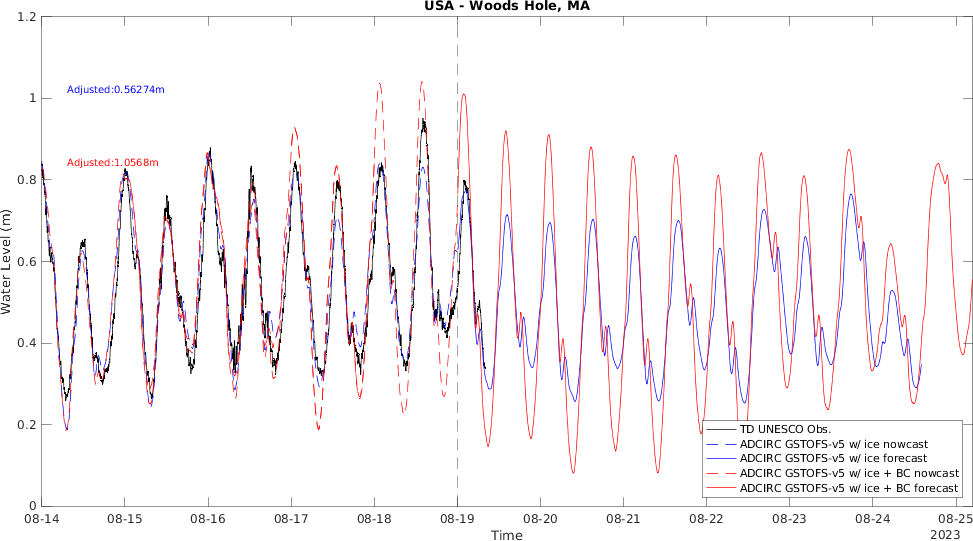 USA - Woods Hole, MA
1.2
1
0.8
0.6
0.4
0.2
0
Water Level (m)
Adjusted:0.56274m
Adjusted:1.0568m
TD UNESCO Obs.
ADCIRC GSTOFS-v5 w/ ice nowcast
ADCIRC GSTOFS-v5 w/ ice forecast
ADCIRC GSTOFS-v5 w/ ice + BC nowcast
ADCIRC GSTOFS-v5 w/ ice + BC forecast
08-14 08-15 08-16 08-17 08-18 08-19 08-20 08-21 08-22 08-23 08-24 08-25
Time
2023